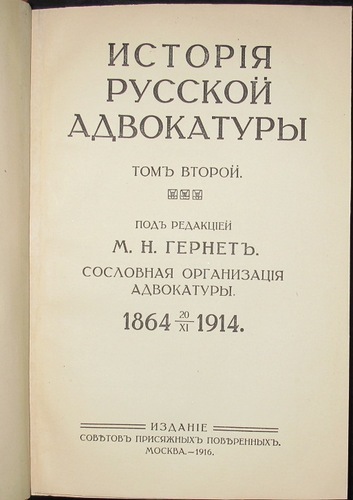 ИСТОРІЯ
РУССКОЙ
АДВОКАТУРЫ
ТОМЪ ВТОРОЙ.
ПОДЪ РЕДАКЦІЕЙ
М. Н. ГЕРНЕТЪ.
СОСЛОВНАЯ ОРГАНИЗАЦІЯ
АДВОКАТУРЫ.
1864 20/XI 1914.
ИЗДАНІЕ
СОВѢТОВЪ ПРИСЯЖНЫХЪ ПОВѢРЕННЫХЪ.
МОСКВА.—1916.